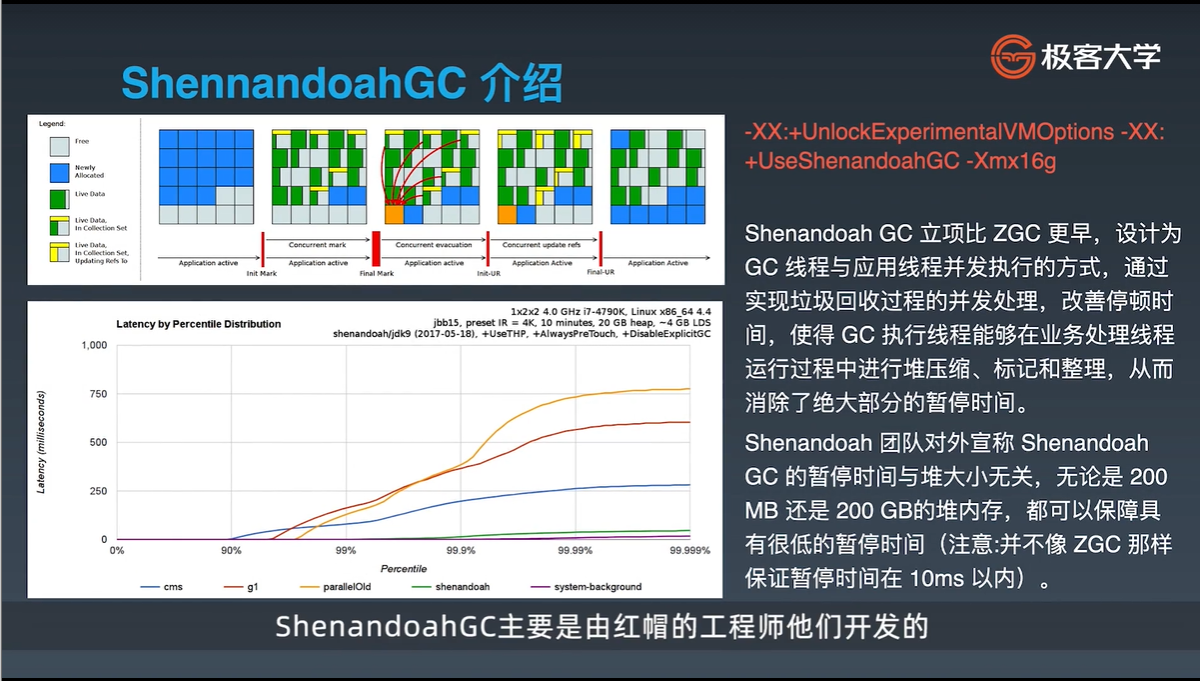 极客大学
ShennandoahGC 介绍
Legend:
Free
Newly
Allocated
Live Data
Live Data,
In Collection Set
Live Data,
In Collection Set,
Updating Refs To
Concurrent mark
Concurrent evacuation
Concurrent update refs
Application active
Application active
Application active
Application Active
Application Active
Init Mark
Final Mark
Init-UR
Final-UR
Latency by Percentile Distribution
1x2x2 4.0 GHz i7-4790K, Linux x86_64 4.4
jbb15, preset IR = 4K, 10 minutes, 20 GB heap, ~4 GB LDS
shenandoah/jdk9 (2017-05-18), +UseTHP, +AlwaysPreTouch, +DisableExplicitGC
1,000
750
500
250
0
Latency (milliseconds)
0%
90%
99%
99.9%
99.99%
99.999%
Percentile
cms
g1
parallelOld
shenandoah
system-background
-XX:+UnlockExperimentalVMOptions -XX:
+UseShenandoahGC -Xmx16g
Shenandoah GC 立项比 ZGC 更早，设计为
GC 线程与应用线程并发执行的方式，通过
实现垃圾回收过程的并发处理，改善停顿时
间，使得 GC 执行线程能够在业务处理线程
运行过程中进行堆压缩、标记和整理，从而
消除了绝大部分的暂停时间。
Shenandoah 团队对外宣称 Shenandoah
GC 的暂停时间与堆大小无关，无论是 200
MB 还是 200 GB的堆内存，都可以保障具
有很低的暂停时间（注意:并不像 ZGC 那样
保证暂停时间在 10ms 以内）。
ShenandoahGC主要是由红帽的工程师他们开发的